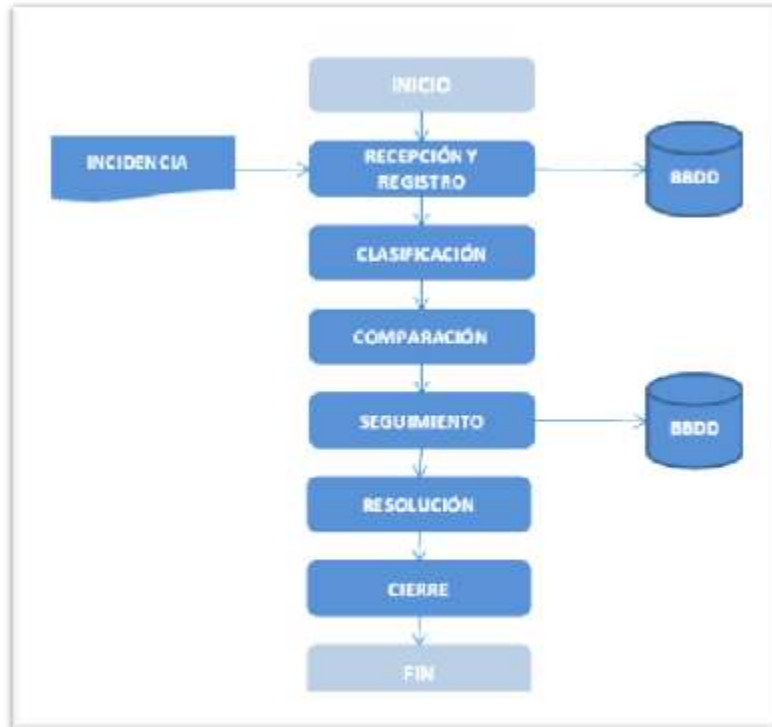 INICIO
INCIDENCIA
RECEPCIÓN Y
REGISTRO
BBDD
CLASIFICACIÓN
COMPARACIÓN
SEGUIMIENTO
BBDD
RESOLUCIÓN
CIERRE
FIN